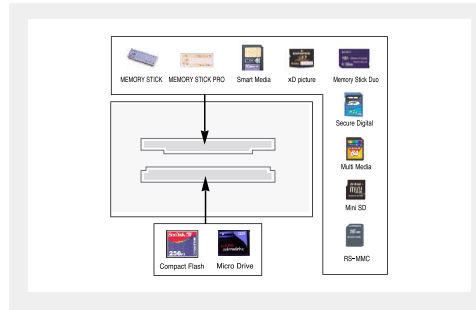 MEMORY STICK MEMORY STICK PRO Smart Media xD picture Memory Stick Duo
Secure Digital
Multi Media
Mini SD
RS-MMC
Compact Flash Micro Drive